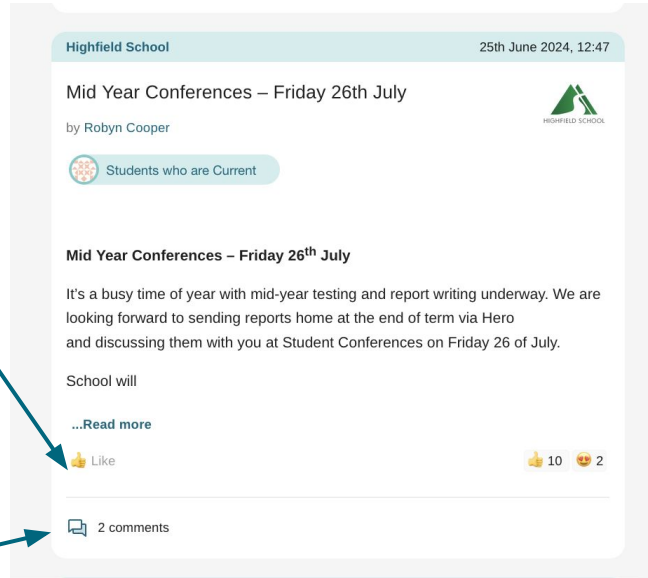 Highfield School 25th June 2024, 12:47
Mid Year Conferences – Friday 26th July
by Robyn Cooper
HIGHFIELD SCHOOL
Students who are Current
Mid Year Conferences – Friday 26th July
It’s a busy time of year with mid-year testing and report writing underway. We are
looking forward to sending reports home at the end of term via Hero
and discussing them with you at Student Conferences on Friday 26 of July.
School will
...Read more
👍 Like 👍 10 😍 2
2 comments